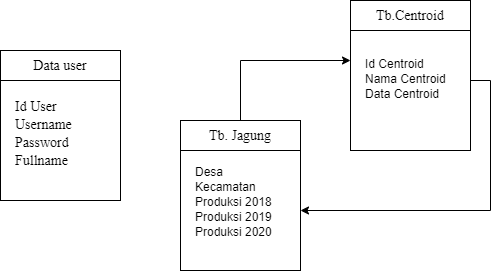 Data user
Id User
Username
Password
Fullname
Tb. Jagung
Desa
Kecamatan
Produksi 2018
Produksi 2019
Produksi 2020
Tb.Centroid
Id Centroid
Nama Centroid
Data Centroid